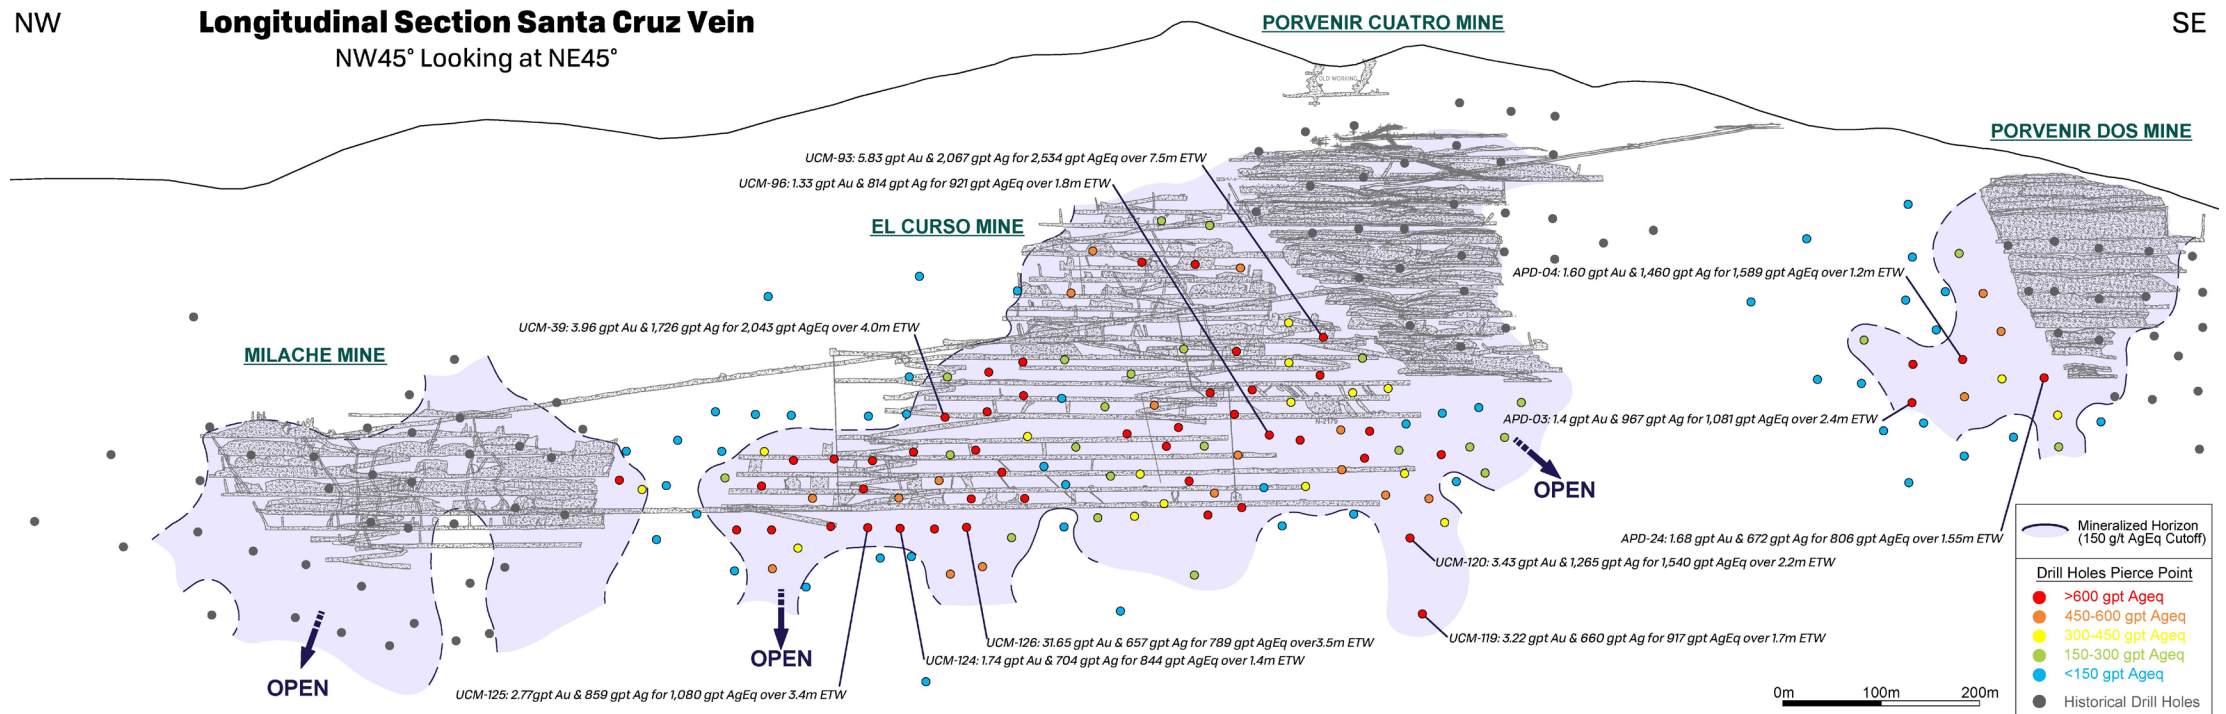 NW
Longitudinal Section Santa Cruz Vein
NW45° Looking at NE45°
PORVENIR CUATRO MINE
SE
OLD WORKING
PORVENIR DOS MINE
UCM-93: 5.83 gpt Au & 2,067 gpt Ag for 2,534 gpt AgEq over 7.5m ETW
UCM-96: 1.33 gpt Au & 814 gpt Ag for 921 gpt AgEq over 1.8m ETW
EL CURSO MINE
APD-04: 1.60 gpt Au & 1,460 gpt Ag for 1,589 gpt AgEq over 1.2m ETW
UCM-39: 3.96 gpt Au & 1,726 gpt Ag for 2,043 gpt AgEq over 4.0m ETW
MILACHE MINE
APD-03: 1.4 gpt Au & 967 gpt Ag for 1,081 gpt AgEq over 2.4m ETW
N-2179
OPEN
APD-24: 1.68 gpt Au & 672 gpt Ag for 806 gpt AgEq over 1.55m ETW
UCM-120: 3.43 gpt Au & 1,265 gpt Ag for 1,540 gpt AgEq over 2.2m ETW
UCM-119: 3.22 gpt Au & 660 gpt Ag for 917 gpt AgEq over 1.7m ETW
UCM-126: 31.65 gpt Au & 657 gpt Ag for 789 gpt AgEq over3.5m ETW
OPEN
UCM-124: 1.74 gpt Au & 704 gpt Ag for 844 gpt AgEq over 1.4m ETW
OPEN
UCM-125: 2.77gpt Au & 859 gpt Ag for 1,080 gpt AgEq over 3.4m ETW
0m 100m 200m
Mineralized Horizon
(150 g/t AgEq Cutoff)
Drill Holes Pierce Point
>600 gpt Ageq
450-600 gpt Ageq
300-450 gpt Ageq
150-300 gpt Ageq
<150 gpt Ageq
Historical Drill Holes